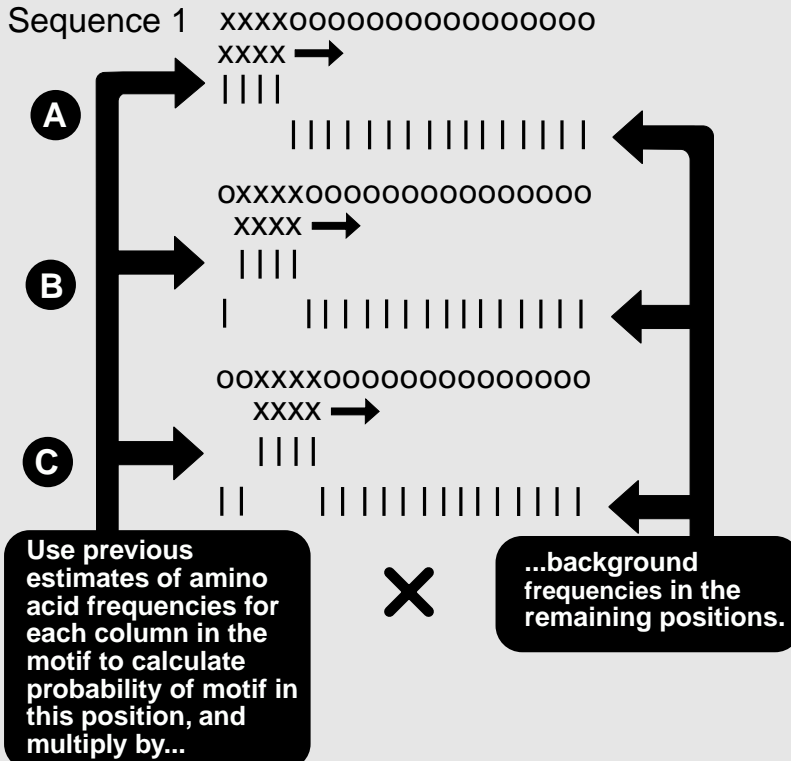 Sequence 1 xxxxoooooooooooooooo
xxxx
||||
A
||||||||||||||||
oxxxxooooooooooooooo
xxxx
||||
B
| |||||||||||||||
ooxxxxoooooooooooooo
xxxx
||||
C
|| ||||||||||||||
Use previous
estimates of amino
acid frequencies for
each column in the
motif to calculate
probability of motif in
this position, and
multiply by...
×
...background
frequencies in the
remaining positions.